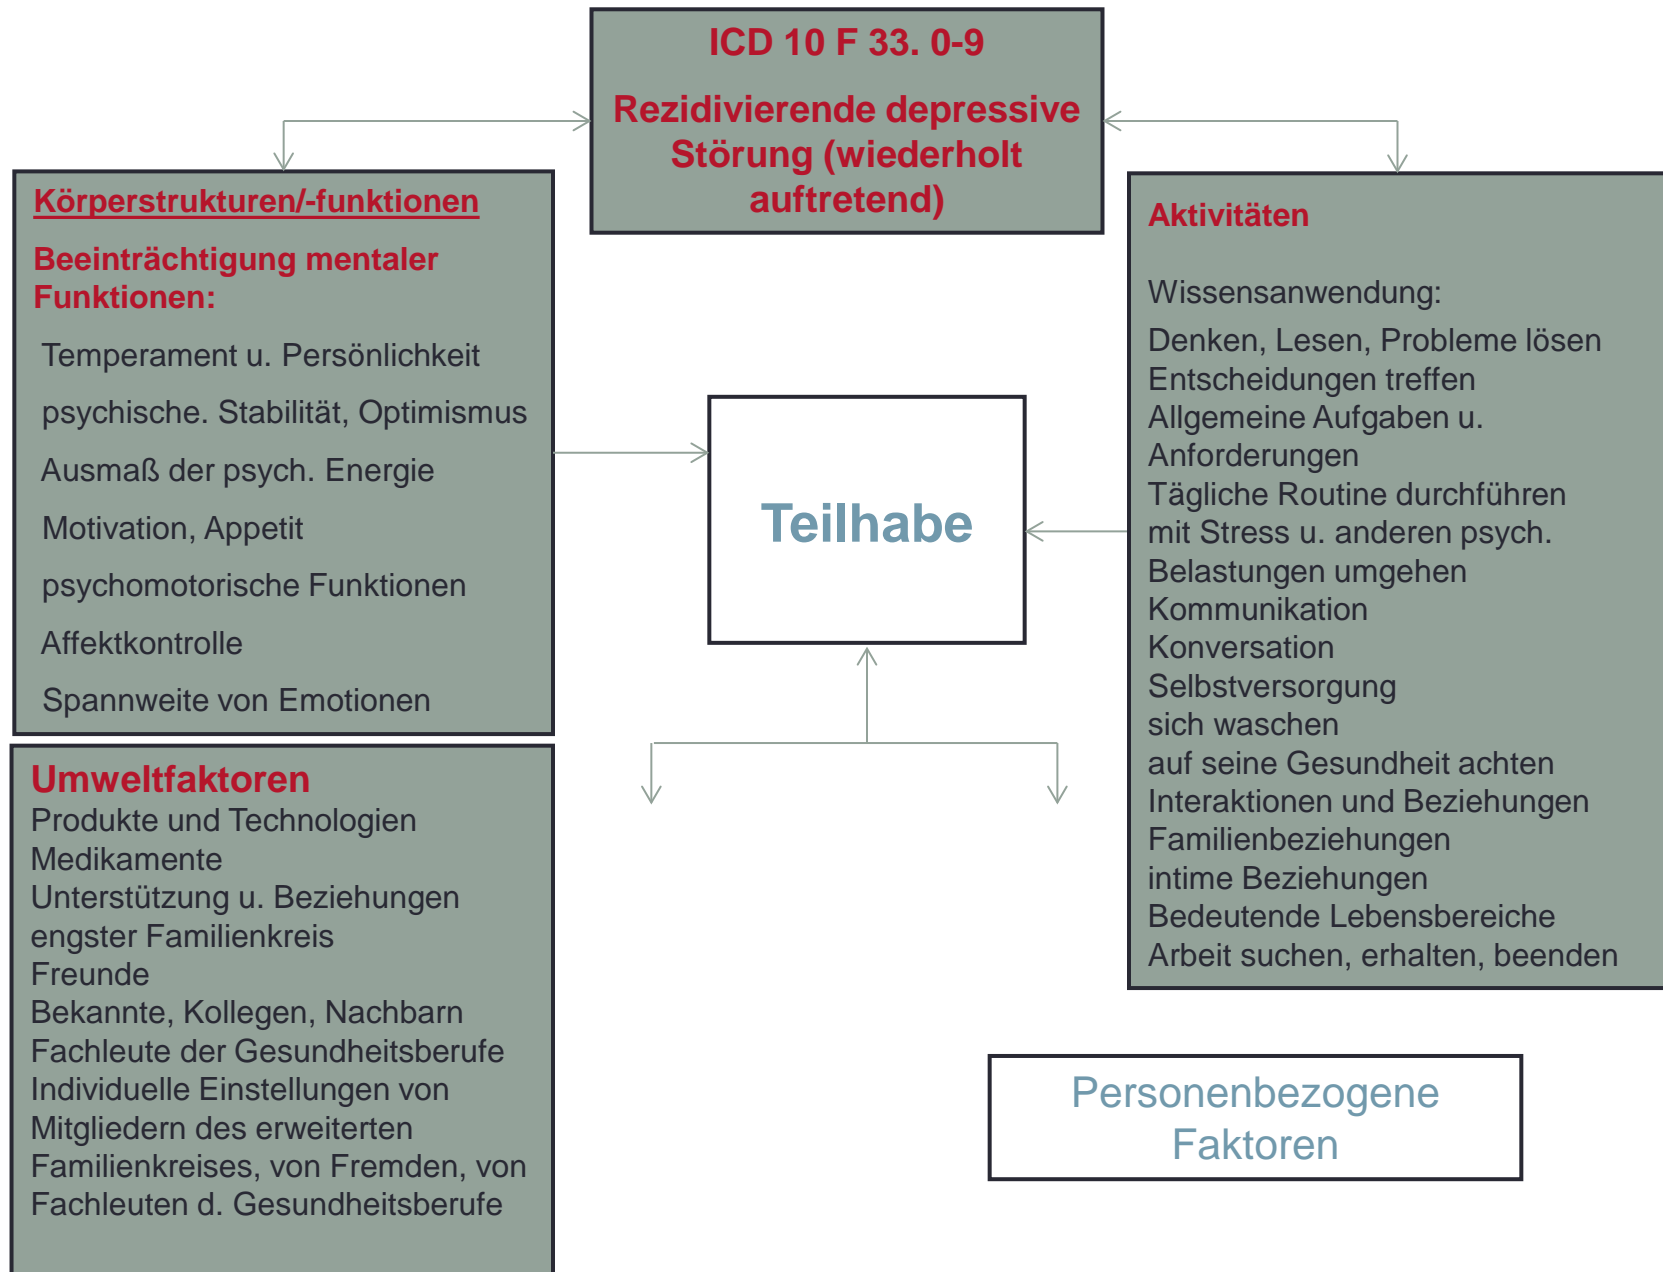 ICD 10 F 33. 0-9
Rezidivierende depressive
Störung (wiederholt
auftretend)
Körperstrukturen/-funktionen
Beeinträchtigung mentaler
Funktionen:
Temperament u. Persönlichkeit
psychische. Stabilität, Optimismus
Ausmaß der psych. Energie
Motivation, Appetit
psychomotorische Funktionen
Affektkontrolle
Spannweite von Emotionen
Teilhabe
Aktivitäten
Wissensanwendung:
Denken, Lesen, Probleme lösen
Entscheidungen treffen
Allgemeine Aufgaben u.
Anforderungen
Tägliche Routine durchführen
mit Stress u. anderen psych.
Belastungen umgehen
Kommunikation
Konversation
Selbstversorgung
sich waschen
auf seine Gesundheit achten
Interaktionen und Beziehungen
Familienbeziehungen
intime Beziehungen
Bedeutende Lebensbereiche
Arbeit suchen, erhalten, beenden
Umweltfaktoren
Produkte und Technologien
Medikamente
Unterstützung u. Beziehungen
engster Familienkreis
Freunde
Bekannte, Kollegen, Nachbarn
Fachleute der Gesundheitsberufe
Individuelle Einstellungen von
Mitgliedern des erweiterten
Familienkreises, von Fremden, von
Fachleuten d. Gesundheitsberufe
Personenbezogene
Faktoren